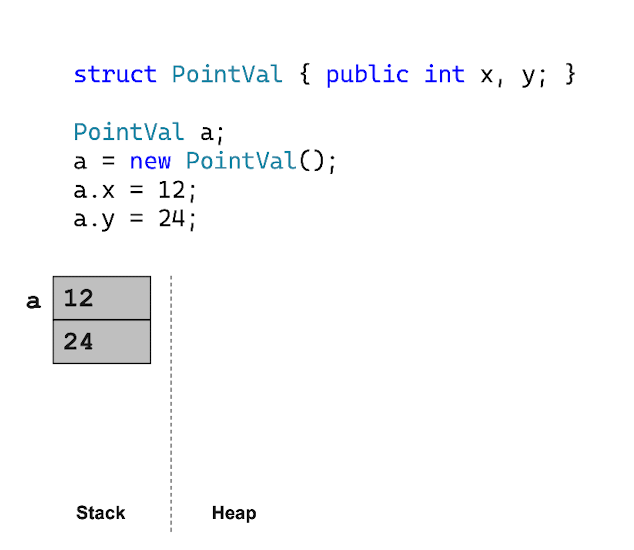 struct PointVal { public int x, y; }
PointVal a;
a = new PointVal();
a.x = 12;
a.y = 24;
a 12
24
Stack Heap